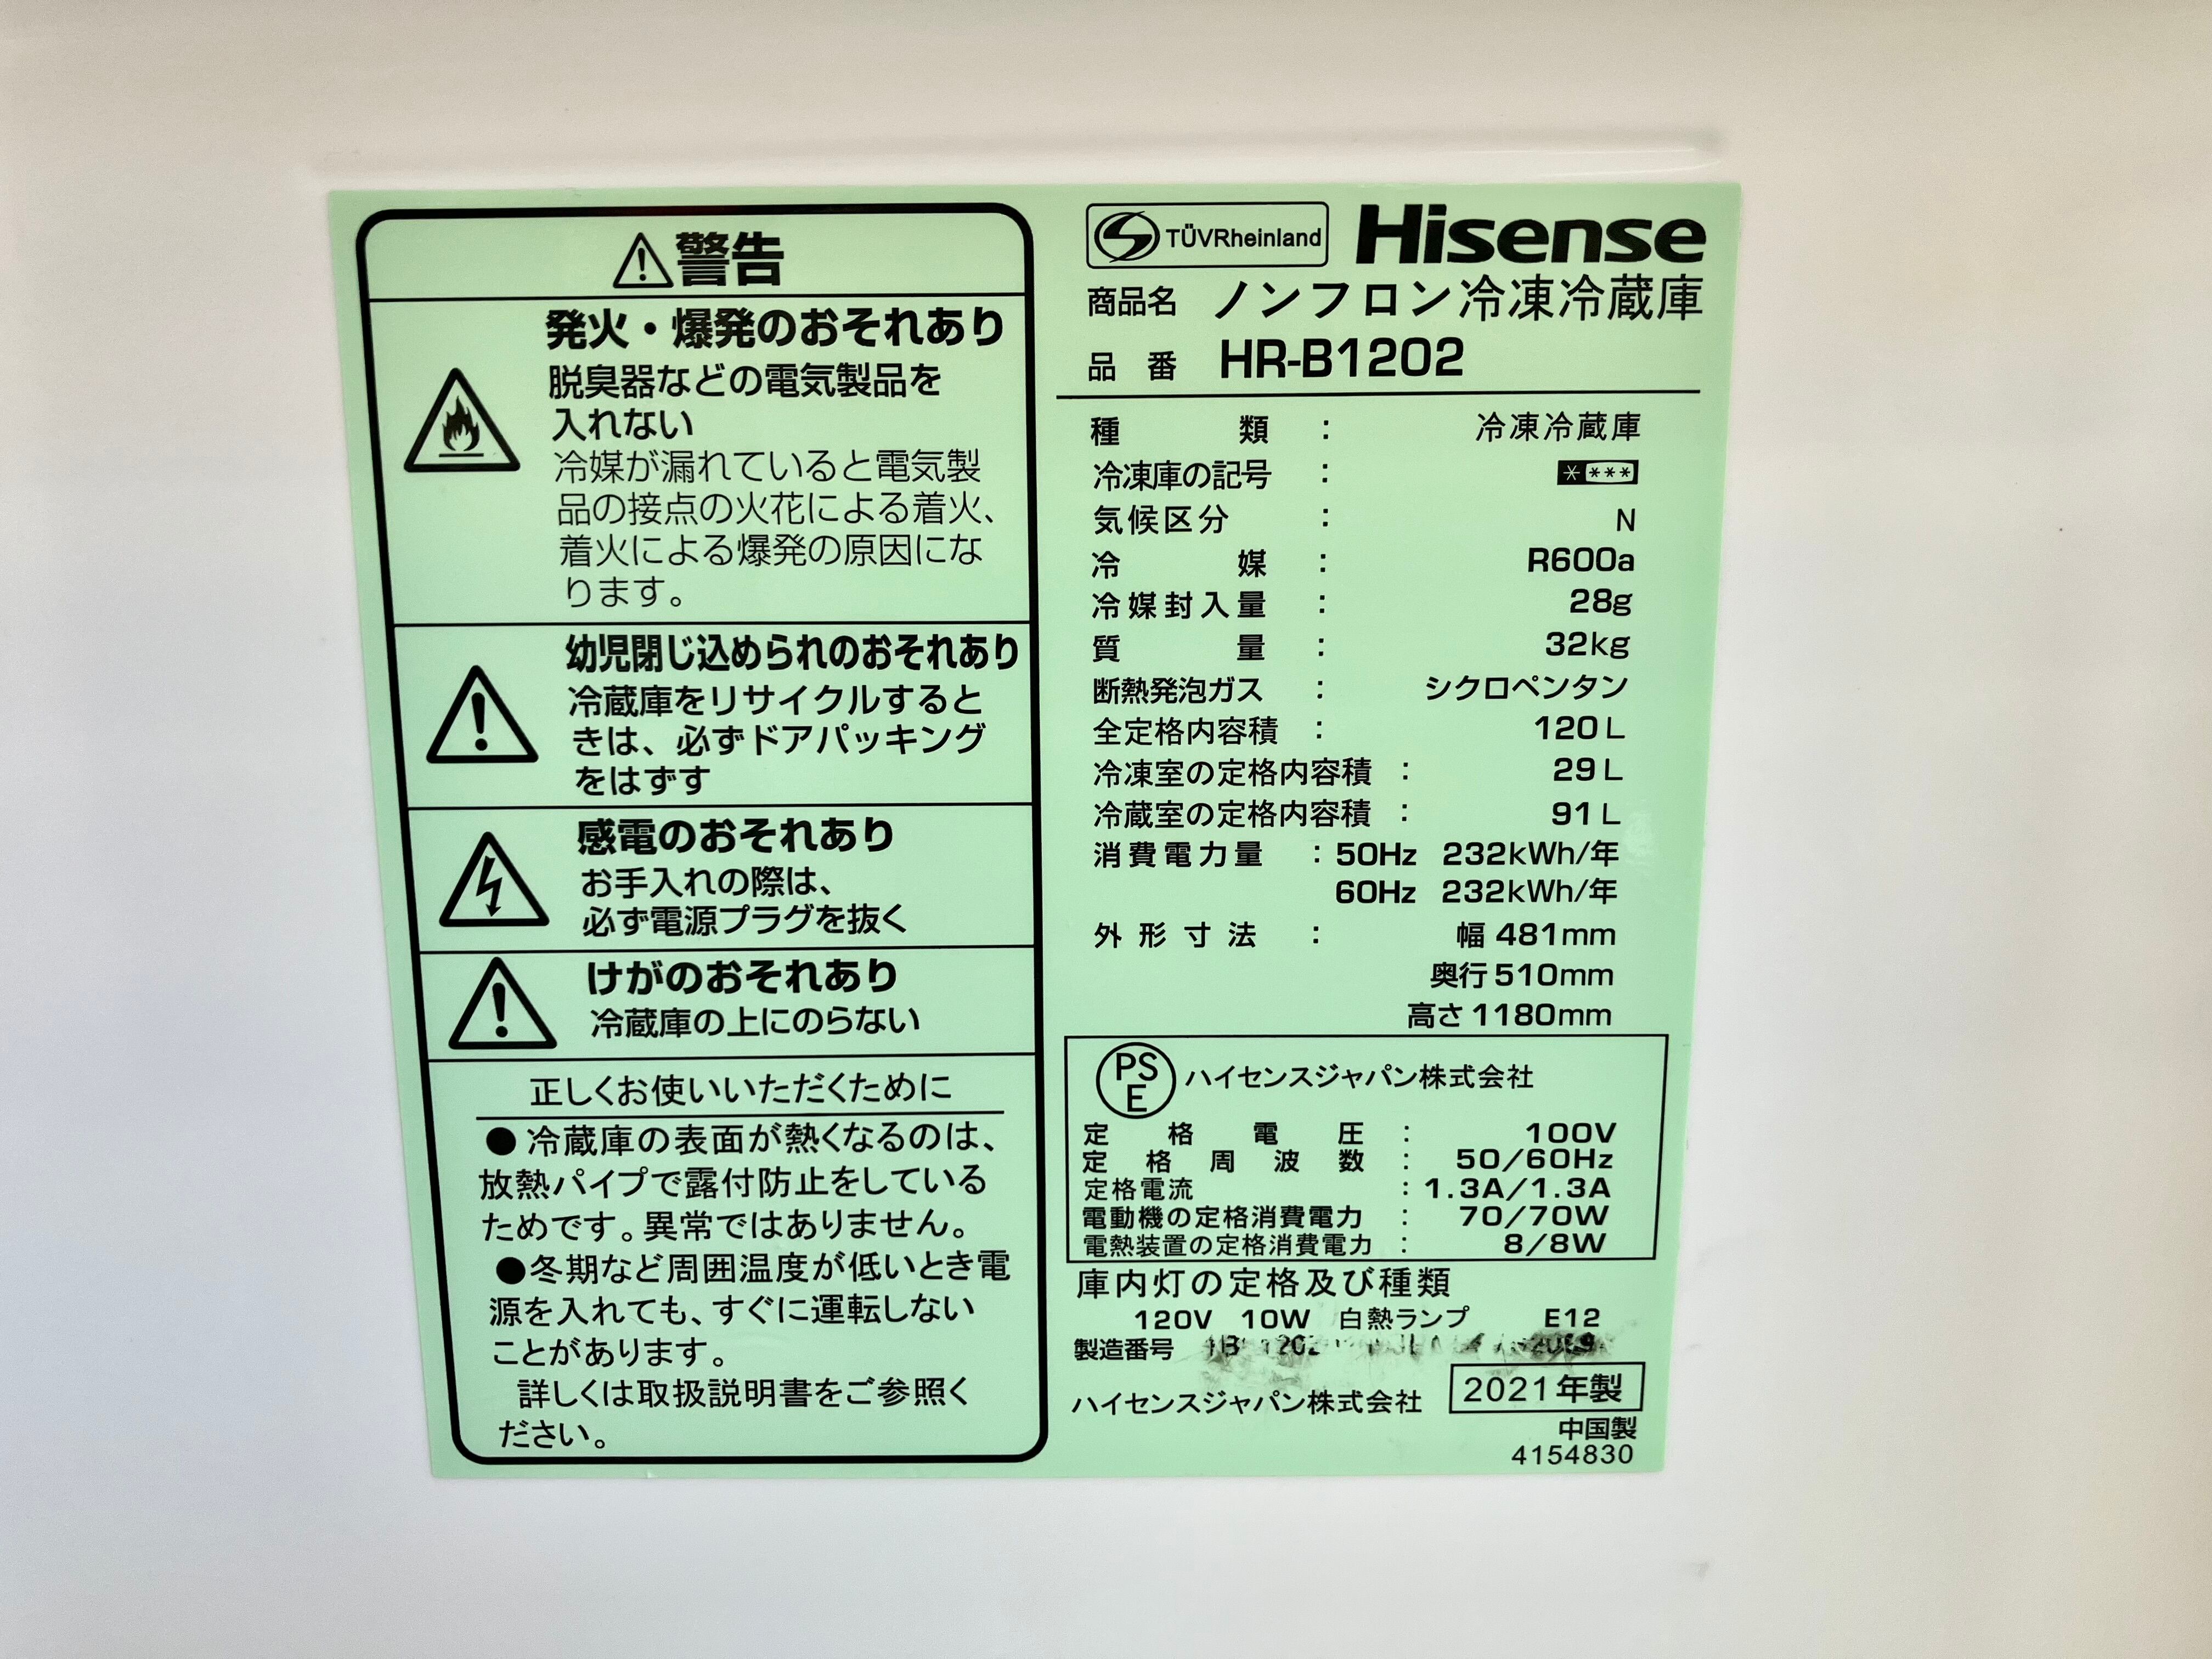 警告
発火・爆発のおそれあり
脱臭器などの電気製品を
入れない
冷媒が漏れていると電気製
品の接点の火花による着火、
着火による爆発の原因にな
ります。
幼児閉じ込められのおそれあり
冷蔵庫をリサイクルすると
きは、必ずドアパッキング
をはずす
感電のおそれあり
お手入れの際は、
必ず電源プラグを抜く
けがのおそれあり
冷蔵庫の上にのらない
正しくお使いいただくために
●冷蔵庫の表面が熱くなるのは、
放熱パイプで露付防止をしている
ためです。異常ではありません。
●冬期など周囲温度が低いとき電
源を入れても、すぐに運転しない
ことがあります。
詳しくは取扱説明書をご参照く
ださい。
TÜVRheinland Hisense
商品名 ノンフロン冷凍冷蔵庫
品番 HR-B1202
種類 : 冷凍冷蔵庫
冷凍庫の記号 : * ***
気候区分 : N
冷媒 : R600a
冷媒封入量 : 28g
質量 : 32kg
断熱発泡ガス : シクロペンタン
全定格内容積 : 120L
冷凍室の定格内容積 : 29L
冷蔵室の定格内容積 : 91L
消費電力量 : 50Hz 232kWh/年
60Hz 232kWh/年
外形寸法 : 幅 481mm
奥行 510mm
高さ 1180mm
PSE ハイセンスジャパン株式会社
定格電圧 : 100V
定格周波数 : 50/60Hz
定格電流 : 1.3A/1.3A
電動機の定格消費電力 : 70/70W
電熱装置の定格消費電力 : 8/8W
庫内灯の定格及び種類
120V 10W 白熱ランプ E12
製造番号
ハイセンスジャパン株式会社 2021年製
中国製
4154830